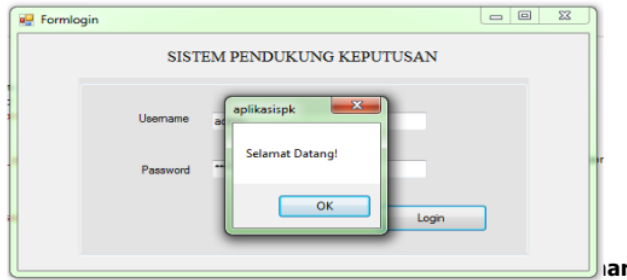 Formlogin
SISTEM PENDUKUNG KEPUTUSAN
aplikasispk
Username
Selamat Datang!
Password
OK
Login